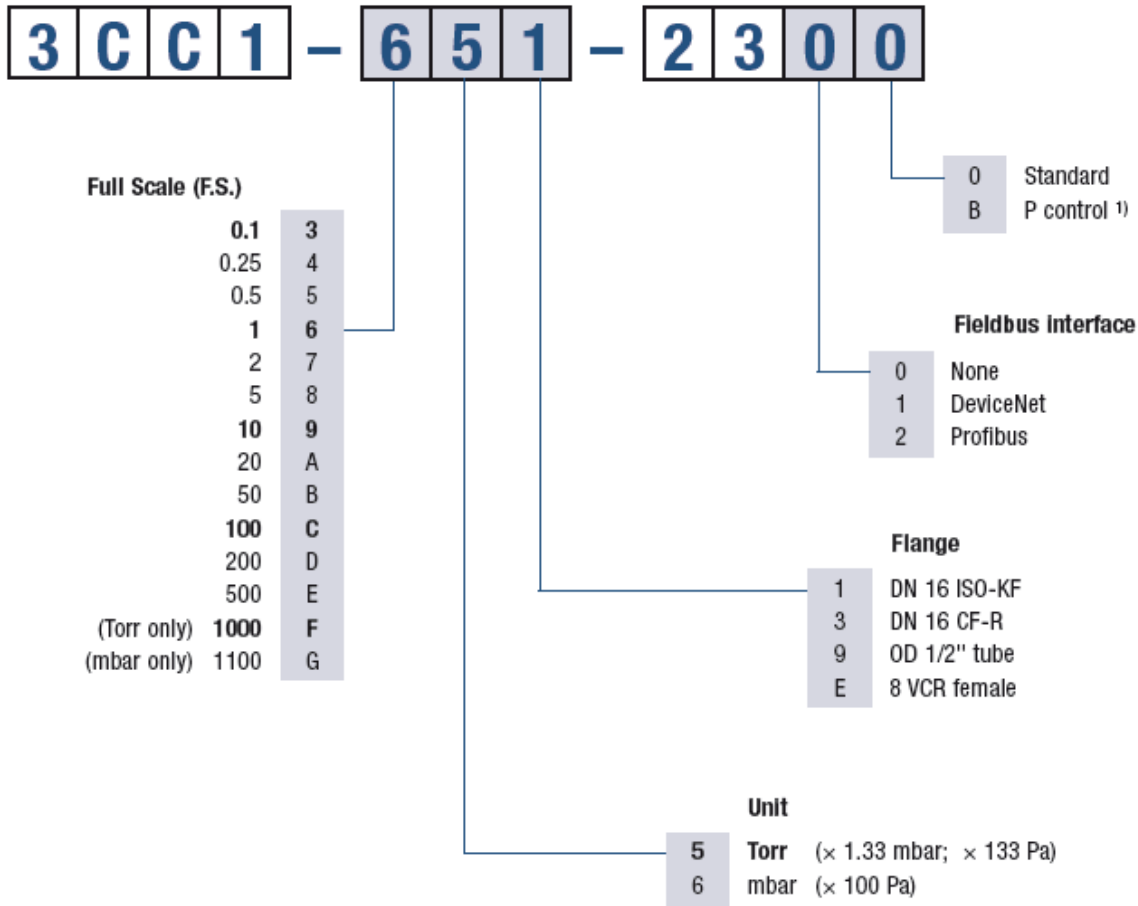 3CC1 – 651 – 2300
0 Standard
B P control 1)
Full Scale (F.S.)
0.1 3
0.25 4
0.5 5
1 6
2 7
5 8
10 9
20 A
50 B
100 C
200 D
500 E
(Torr only) 1000 F
(mbar only) 1100 G
Fieldbus interface
0 None
1 DeviceNet
2 Profibus
Flange
1 DN 16 ISO-KF
3 DN 16 CF-R
9 OD 1/2" tube
E 8 VCR female
Unit
5 Torr (× 1.33 mbar; × 133 Pa)
6 mbar (× 100 Pa)